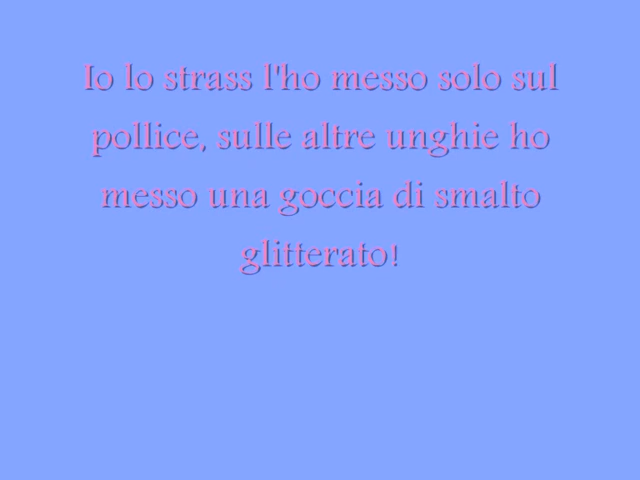 Io lo strass l'ho messo solo sul
pollice, sulle altre unghie ho
messo una goccia di smalto
glitterato!